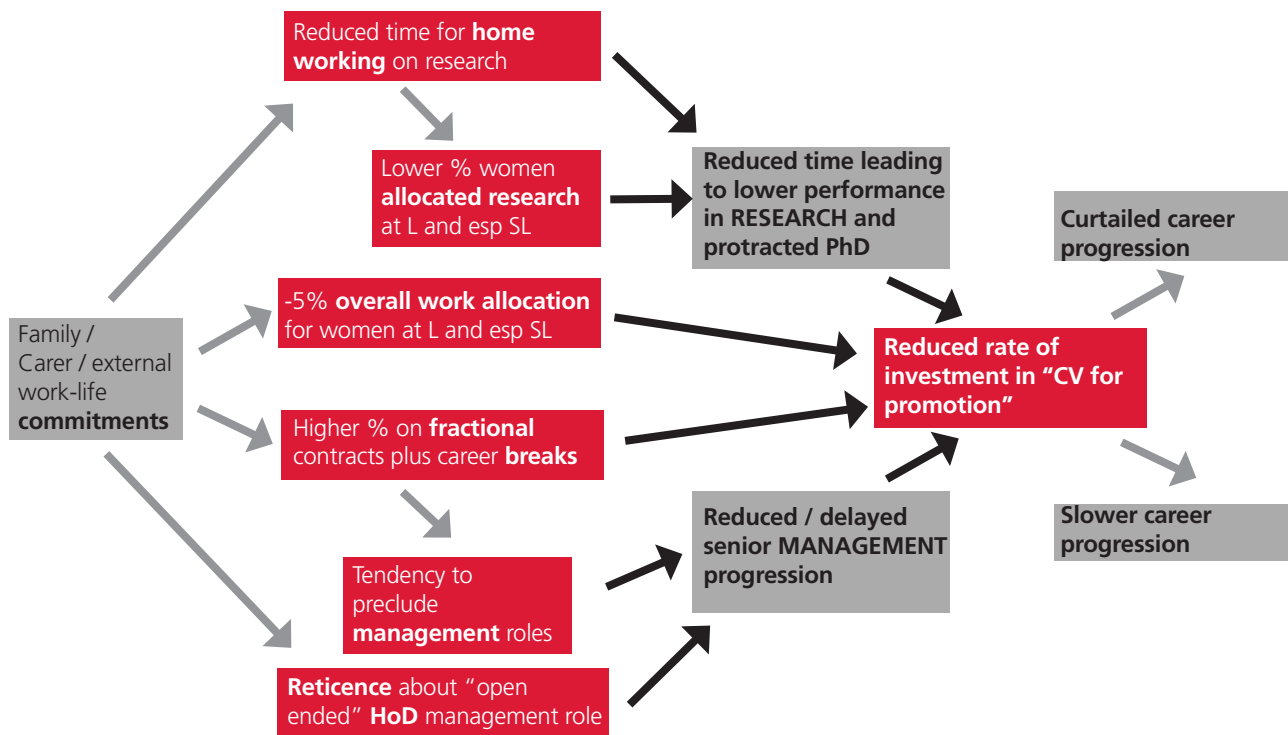 Reduced time for home
working on research
Lower % women
allocated research
at L and esp SL
Reduced time leading
to lower performance
in RESEARCH and
protracted PhD
Curtailed career
progression
-5% overall work allocation
for women at L and esp SL
Family /
Carer / external
work-life
commitments
Reduced rate of
investment in “CV for
promotion”
Higher % on fractional
contracts plus career breaks
Reduced / delayed
senior MANAGEMENT
progression
Slower career
progression
Tendency to
preclude
management roles
Reticence about “open
ended” HoD management role